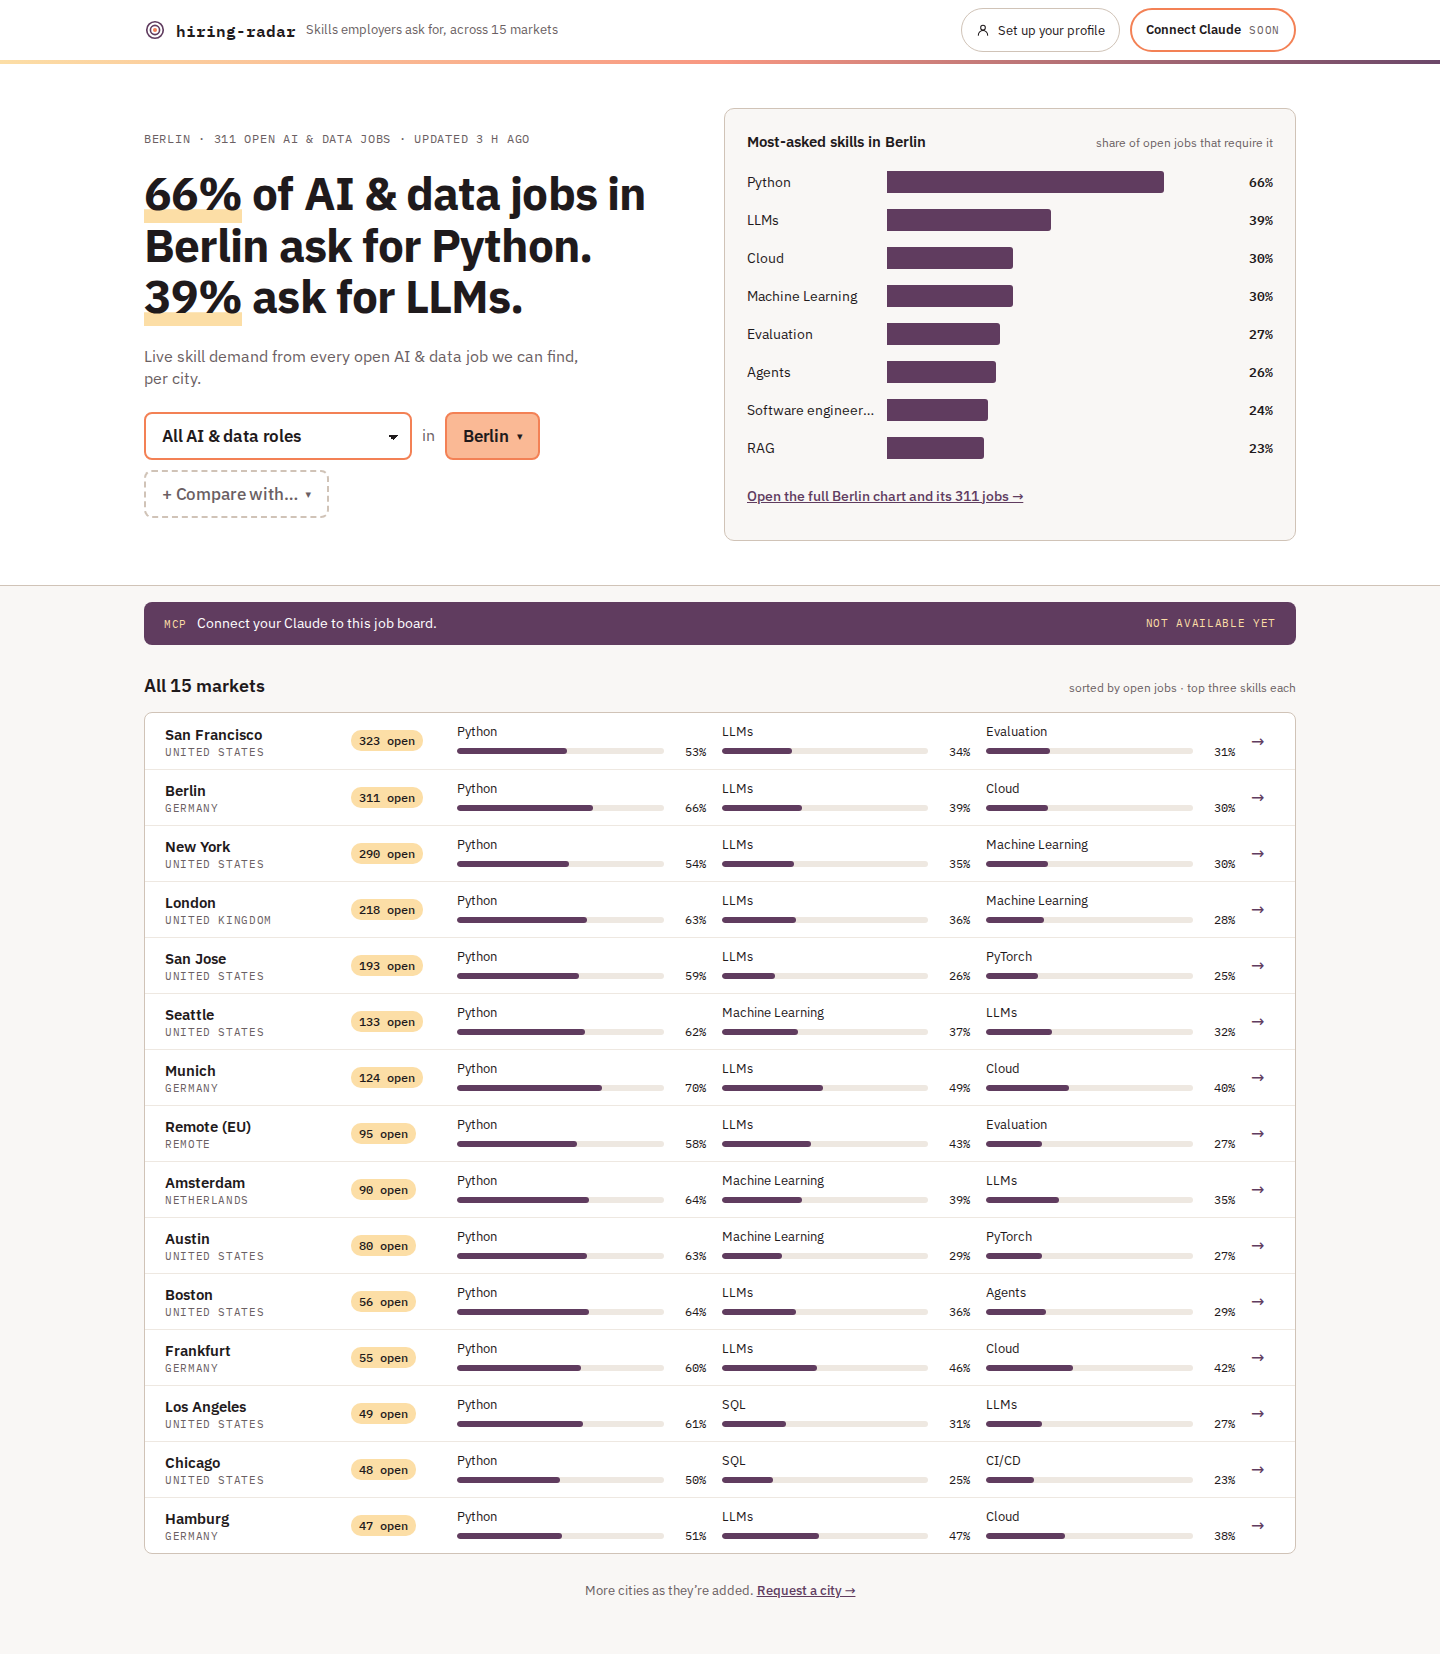 hiring-radar
Skills employers ask for, across 15 markets
Set up your profile
Connect Claude SOON
BERLIN · 311 OPEN AI & DATA JOBS · UPDATED 3 H AGO
66% of AI & data jobs in
Berlin ask for Python.
39% ask for LLMs.
Live skill demand from every open AI & data job we can find,
per city.
All AI & data roles
in
Berlin ▾
+ Compare with… ▾
Most-asked skills in Berlin
share of open jobs that require it
Python 66%
LLMs 39%
Cloud 30%
Machine Learning 30%
Evaluation 27%
Agents 26%
Software engineer… 24%
RAG 23%
Open the full Berlin chart and its 311 jobs →
MCP Connect your Claude to this job board.
NOT AVAILABLE YET
All 15 markets
sorted by open jobs · top three skills each
San Francisco
UNITED STATES
323 open
Python 53%
LLMs 34%
Evaluation 31%
→
Berlin
GERMANY
311 open
Python 66%
LLMs 39%
Cloud 30%
→
New York
UNITED STATES
290 open
Python 54%
LLMs 35%
Machine Learning 30%
→
London
UNITED KINGDOM
218 open
Python 63%
LLMs 36%
Machine Learning 28%
→
San Jose
UNITED STATES
193 open
Python 59%
LLMs 26%
PyTorch 25%
→
Seattle
UNITED STATES
133 open
Python 62%
Machine Learning 37%
LLMs 32%
→
Munich
GERMANY
124 open
Python 70%
LLMs 49%
Cloud 40%
→
Remote (EU)
REMOTE
95 open
Python 58%
LLMs 43%
Evaluation 27%
→
Amsterdam
NETHERLANDS
90 open
Python 64%
Machine Learning 39%
LLMs 35%
→
Austin
UNITED STATES
80 open
Python 63%
Machine Learning 29%
PyTorch 27%
→
Boston
UNITED STATES
56 open
Python 64%
LLMs 36%
Agents 29%
→
Frankfurt
GERMANY
55 open
Python 60%
LLMs 46%
Cloud 42%
→
Los Angeles
UNITED STATES
49 open
Python 61%
SQL 31%
LLMs 27%
→
Chicago
UNITED STATES
48 open
Python 50%
SQL 25%
CI/CD 23%
→
Hamburg
GERMANY
47 open
Python 51%
LLMs 47%
Cloud 38%
→
More cities as they’re added. Request a city →